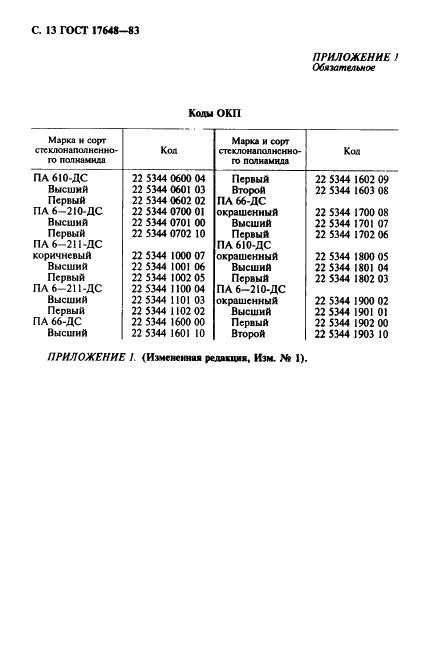 С. 13 ГОСТ 17648—83
ПРИЛОЖЕНИЕ 1
Обязательное
Коды ОКП
Марка и сорт стеклонаполненного полиамида | Код | Марка и сорт стеклонаполненного полиамида | Код
ПА 610-ДС | 22 5344 0600 04 | Первый | 22 5344 1602 09
Высший | 22 5344 0601 03 | Второй | 22 5344 1603 08
Первый | 22 5344 0602 02 | ПА 66-ДС
ПА 6—210-ДС | 22 5344 0700 01 | окрашенный | 22 5344 1700 08
Высший | 22 5344 0701 00 | Высший | 22 5344 1701 07
Первый | 22 5344 0702 10 | Первый | 22 5344 1702 06
ПА 6—211-ДС | ПА 610-ДС
коричневый | 22 5344 1000 07 | окрашенный | 22 5344 1800 05
Высший | 22 5344 1001 06 | Высший | 22 5344 1801 04
Первый | 22 5344 1002 05 | Первый | 22 5344 1802 03
ПА 6—211-ДС | 22 5344 1100 04 | ПА 6—210-ДС
Высший | 22 5344 1101 03 | окрашенный | 22 5344 1900 02
Первый | 22 5344 1102 02 | Высший | 22 5344 1901 01
ПА 66-ДС | 22 5344 1600 00 | Первый | 22 5344 1902 00
Высший | 22 5344 1601 10 | Второй | 22 5344 1903 10
ПРИЛОЖЕНИЕ 1. (Измененная редакция, Изм. № 1).